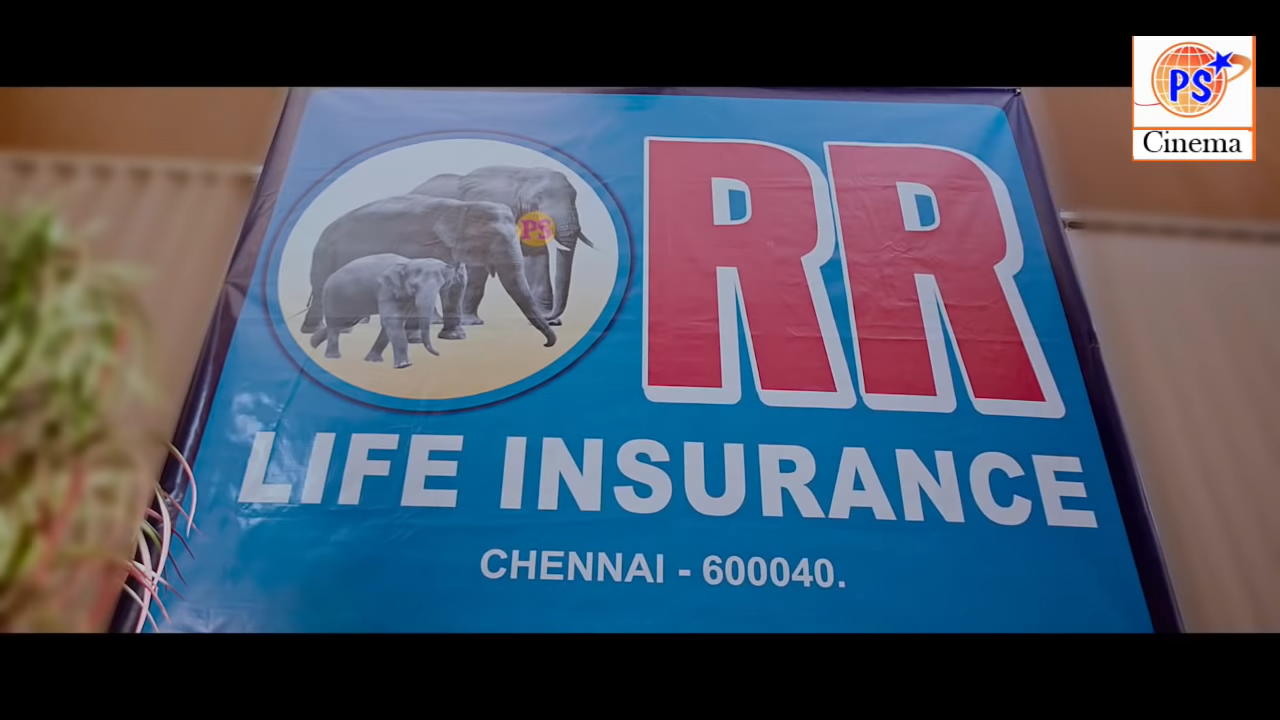 PS
Cinema
RR
PS
LIFE INSURANCE
CHENNAI - 600040.